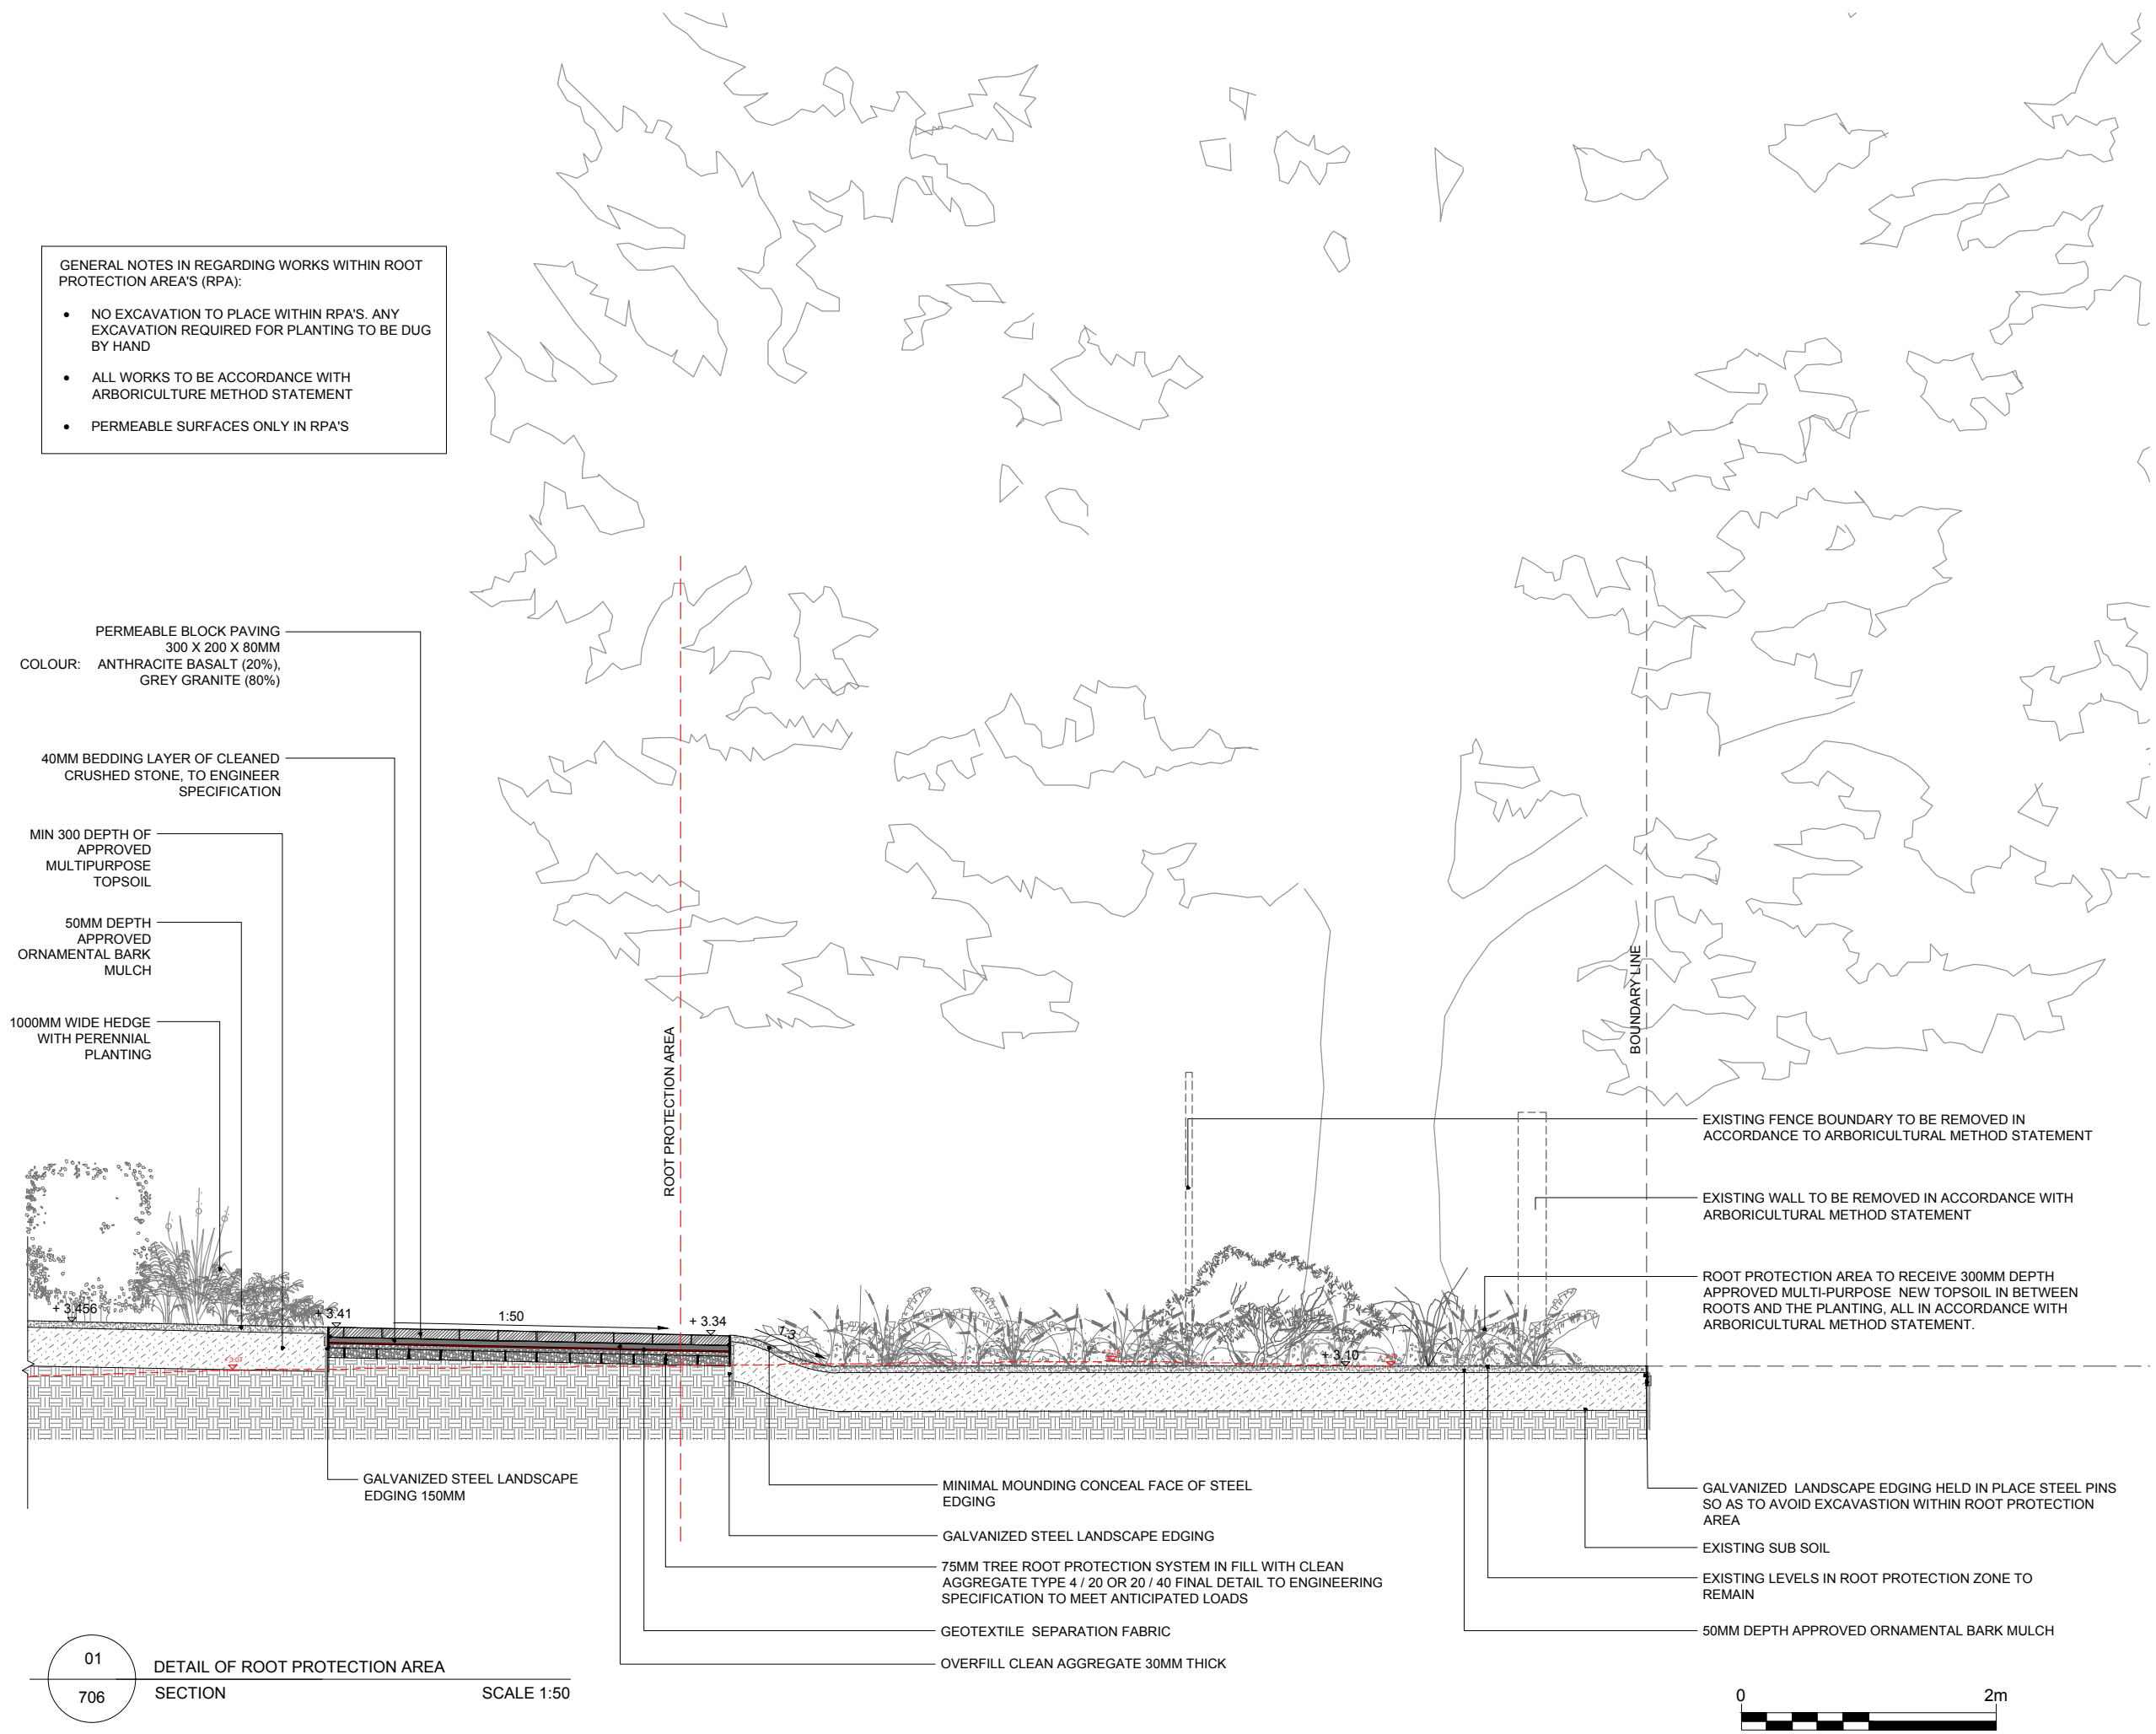 GENERAL NOTES IN REGARDING WORKS WITHIN ROOT
PROTECTION AREA'S (RPA):
• NO EXCAVATION TO PLACE WITHIN RPA'S. ANY
EXCAVATION REQUIRED FOR PLANTING TO BE DUG
BY HAND
• ALL WORKS TO BE ACCORDANCE WITH
ARBORICULTURE METHOD STATEMENT
• PERMEABLE SURFACES ONLY IN RPA'S
PERMEABLE BLOCK PAVING
300 X 200 X 80MM
COLOUR: ANTHRACITE BASALT (20%),
GREY GRANITE (80%)
40MM BEDDING LAYER OF CLEANED
CRUSHED STONE, TO ENGINEER
SPECIFICATION
MIN 300 DEPTH OF
APPROVED
MULTIPURPOSE
TOPSOIL
50MM DEPTH
APPROVED
ORNAMENTAL BARK
MULCH
1000MM WIDE HEDGE
WITH PERENNIAL
PLANTING
ROOT PROTECTION AREA
BOUNDARY LINE
EXISTING FENCE BOUNDARY TO BE REMOVED IN
ACCORDANCE TO ARBORICULTURAL METHOD STATEMENT
EXISTING WALL TO BE REMOVED IN ACCORDANCE WITH
ARBORICULTURAL METHOD STATEMENT
ROOT PROTECTION AREA TO RECEIVE 300MM DEPTH
APPROVED MULTI-PURPOSE NEW TOPSOIL IN BETWEEN
ROOTS AND THE PLANTING, ALL IN ACCORDANCE WITH
ARBORICULTURAL METHOD STATEMENT.
+ 3.456
+ 3.41
1:50
+ 3.34
1:3
+ 3.10
GALVANIZED STEEL LANDSCAPE
EDGING 150MM
MINIMAL MOUNDING CONCEAL FACE OF STEEL
EDGING
GALVANIZED STEEL LANDSCAPE EDGING
75MM TREE ROOT PROTECTION SYSTEM IN FILL WITH CLEAN
AGGREGATE TYPE 4 / 20 OR 20 / 40 FINAL DETAIL TO ENGINEERING
SPECIFICATION TO MEET ANTICIPATED LOADS
GEOTEXTILE SEPARATION FABRIC
OVERFILL CLEAN AGGREGATE 30MM THICK
GALVANIZED LANDSCAPE EDGING HELD IN PLACE STEEL PINS
SO AS TO AVOID EXCAVASTION WITHIN ROOT PROTECTION
AREA
EXISTING SUB SOIL
EXISTING LEVELS IN ROOT PROTECTION ZONE TO
REMAIN
50MM DEPTH APPROVED ORNAMENTAL BARK MULCH
01
706
DETAIL OF ROOT PROTECTION AREA
SECTION SCALE 1:50
0 2m